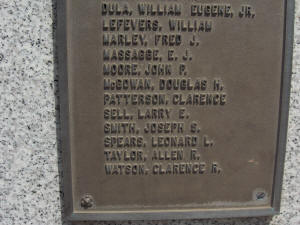 DULA, WILLIAM EUGENE, JR.
LEFEVERS, WILLIAM
MARLEY, FRED J.
MASSAGEE, E. J.
MOORE, JOHN P.
McGOWAN, DOUGLAS H.
PATTERSON, CLARENCE
SELL, LARRY E.
SMITH, JOSEPH S.
SPEARS, LEONARD L.
TAYLOR, ALLEN R.
WATSON, CLARENCE R.